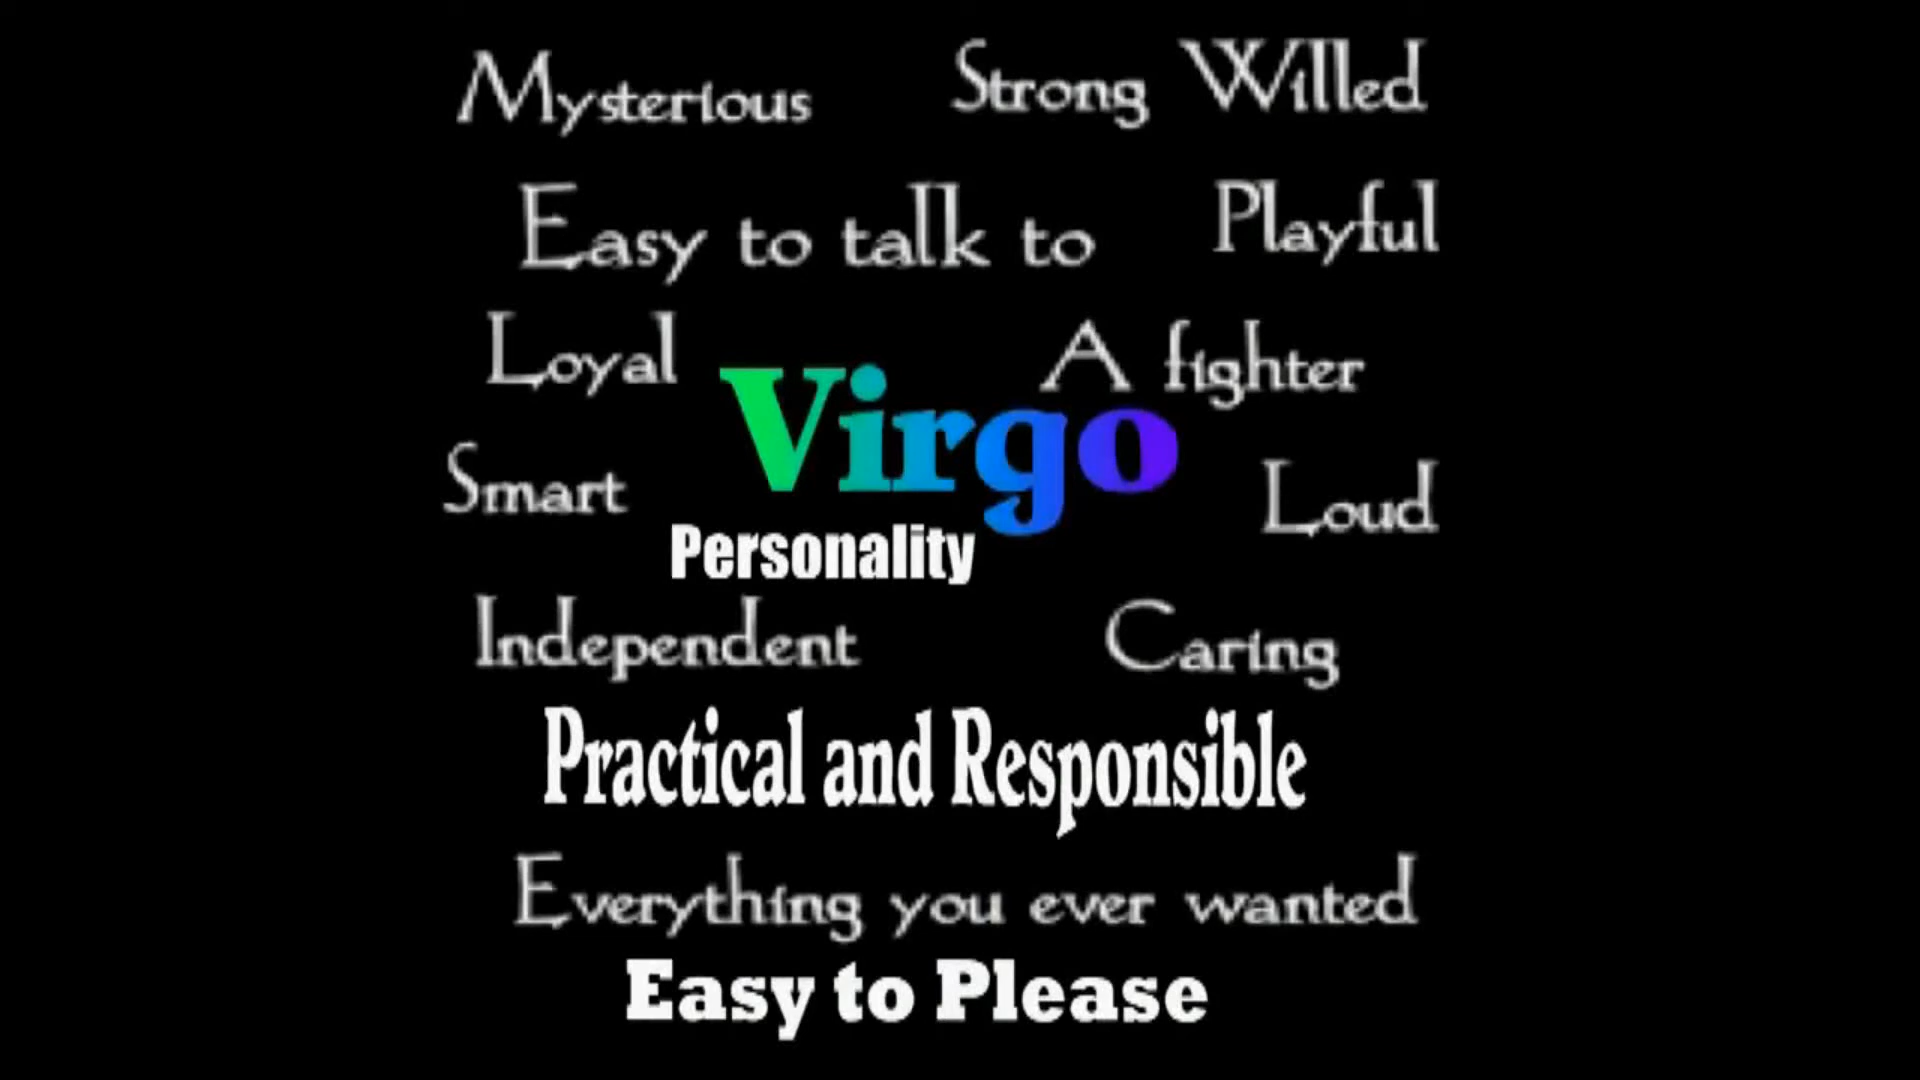 Mysterious Strong Willed
Easy to talk to Playful
Loyal A fighter
Virgo
Smart Loud
Personality
Independent Caring
Practical and Responsible
Everything you ever wanted
Easy to Please